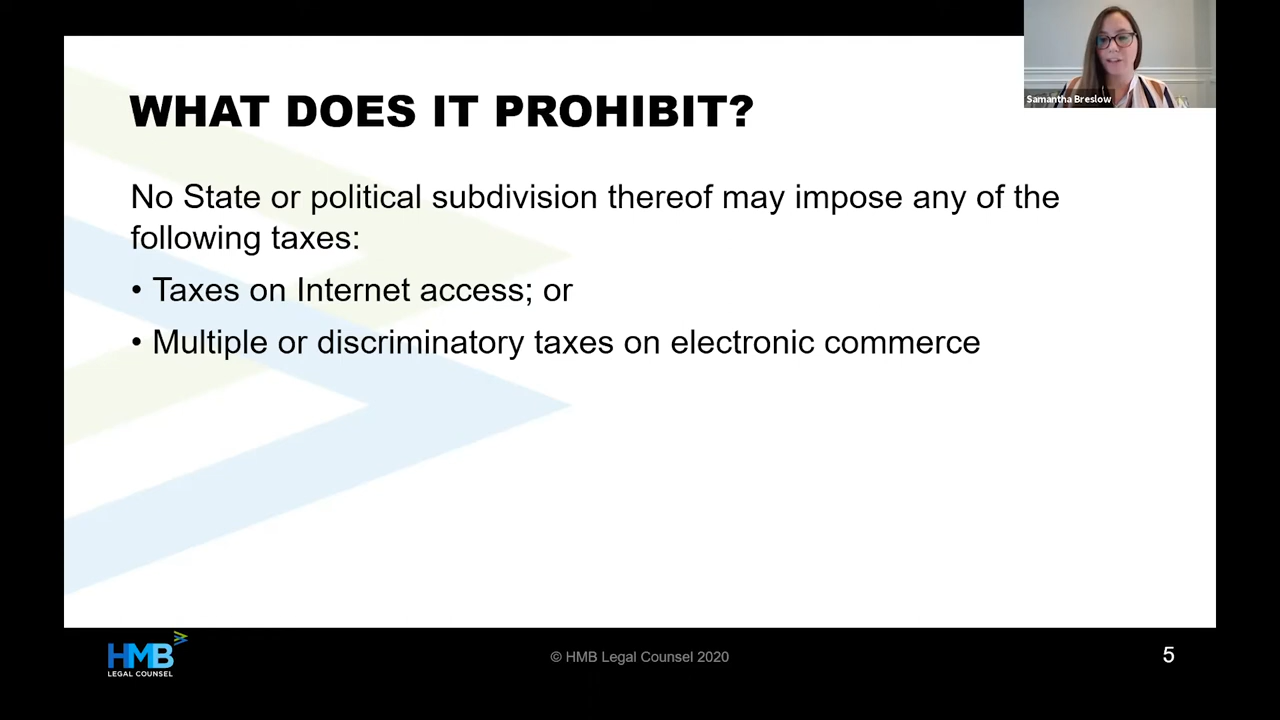 Samantha Breslow
WHAT DOES IT PROHIBIT?
No State or political subdivision thereof may impose any of the
following taxes:
• Taxes on Internet access; or
• Multiple or discriminatory taxes on electronic commerce
HMB
LEGAL COUNSEL
© HMB Legal Counsel 2020
5